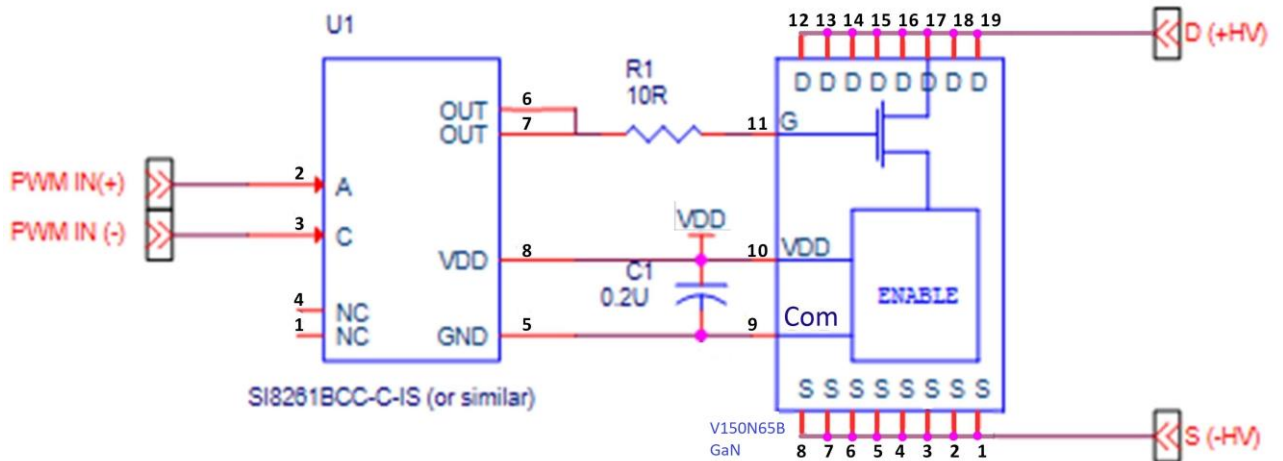 U1
12 13 14 15 16 17 18 19
D (+HV)
R1
10R
D D D D D D D D
6
OUT
7
OUT
11 G
PWM IN(+)
2
A
PWM IN (-)
3
C
VDD
VDD
8
10
VDD
C1
0.2U
ENABLE
4
NC
1
NC
GND
5
9
Com
S S S S S S S S
SI8261BCC-C-IS (or similar)
V150N65B
GaN
8 7 6 5 4 3 2 1
S (-HV)